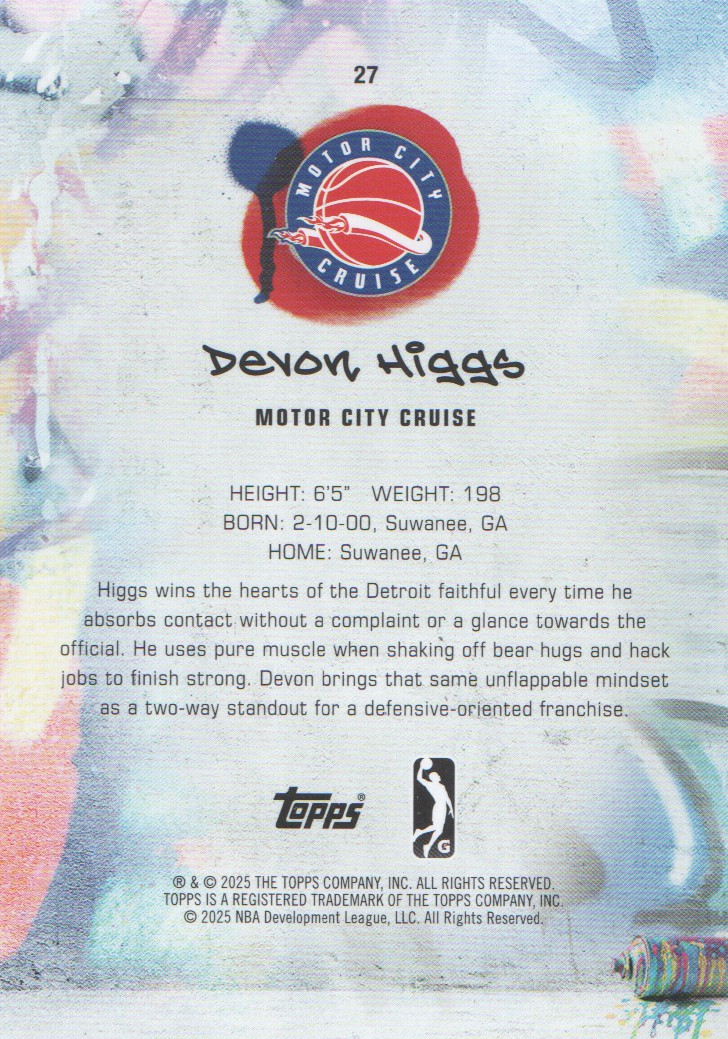 27
MOTOR CITY
CRUISE
Devon Higgs
MOTOR CITY CRUISE
HEIGHT: 6'5" WEIGHT: 198
BORN: 2-10-00, Suwanee, GA
HOME: Suwanee, GA
Higgs wins the hearts of the Detroit faithful every time he
absorbs contact without a complaint or a glance towards the
official. He uses pure muscle when shaking off bear hugs and hack
jobs to finish strong. Devon brings that same unflappable mindset
as a two-way standout for a defensive-oriented franchise.
Topps®
G
® & © 2025 THE TOPPS COMPANY, INC. ALL RIGHTS RESERVED.
TOPPS IS A REGISTERED TRADEMARK OF THE TOPPS COMPANY, INC.
© 2025 NBA Development League, LLC. All Rights Reserved.